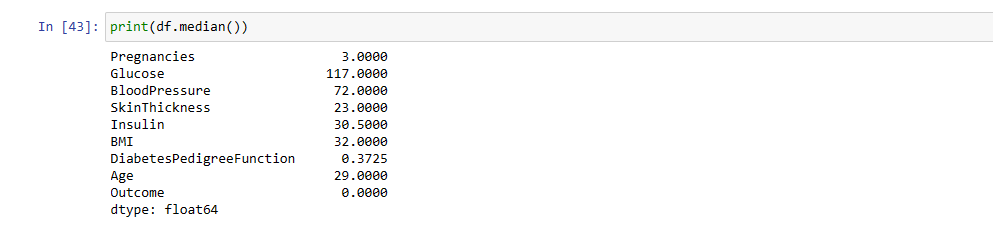 In [43]: print(df.median())
Pregnancies 3.0000
Glucose 117.0000
BloodPressure 72.0000
SkinThickness 23.0000
Insulin 30.5000
BMI 32.0000
DiabetesPedigreeFunction 0.3725
Age 29.0000
Outcome 0.0000
dtype: float64